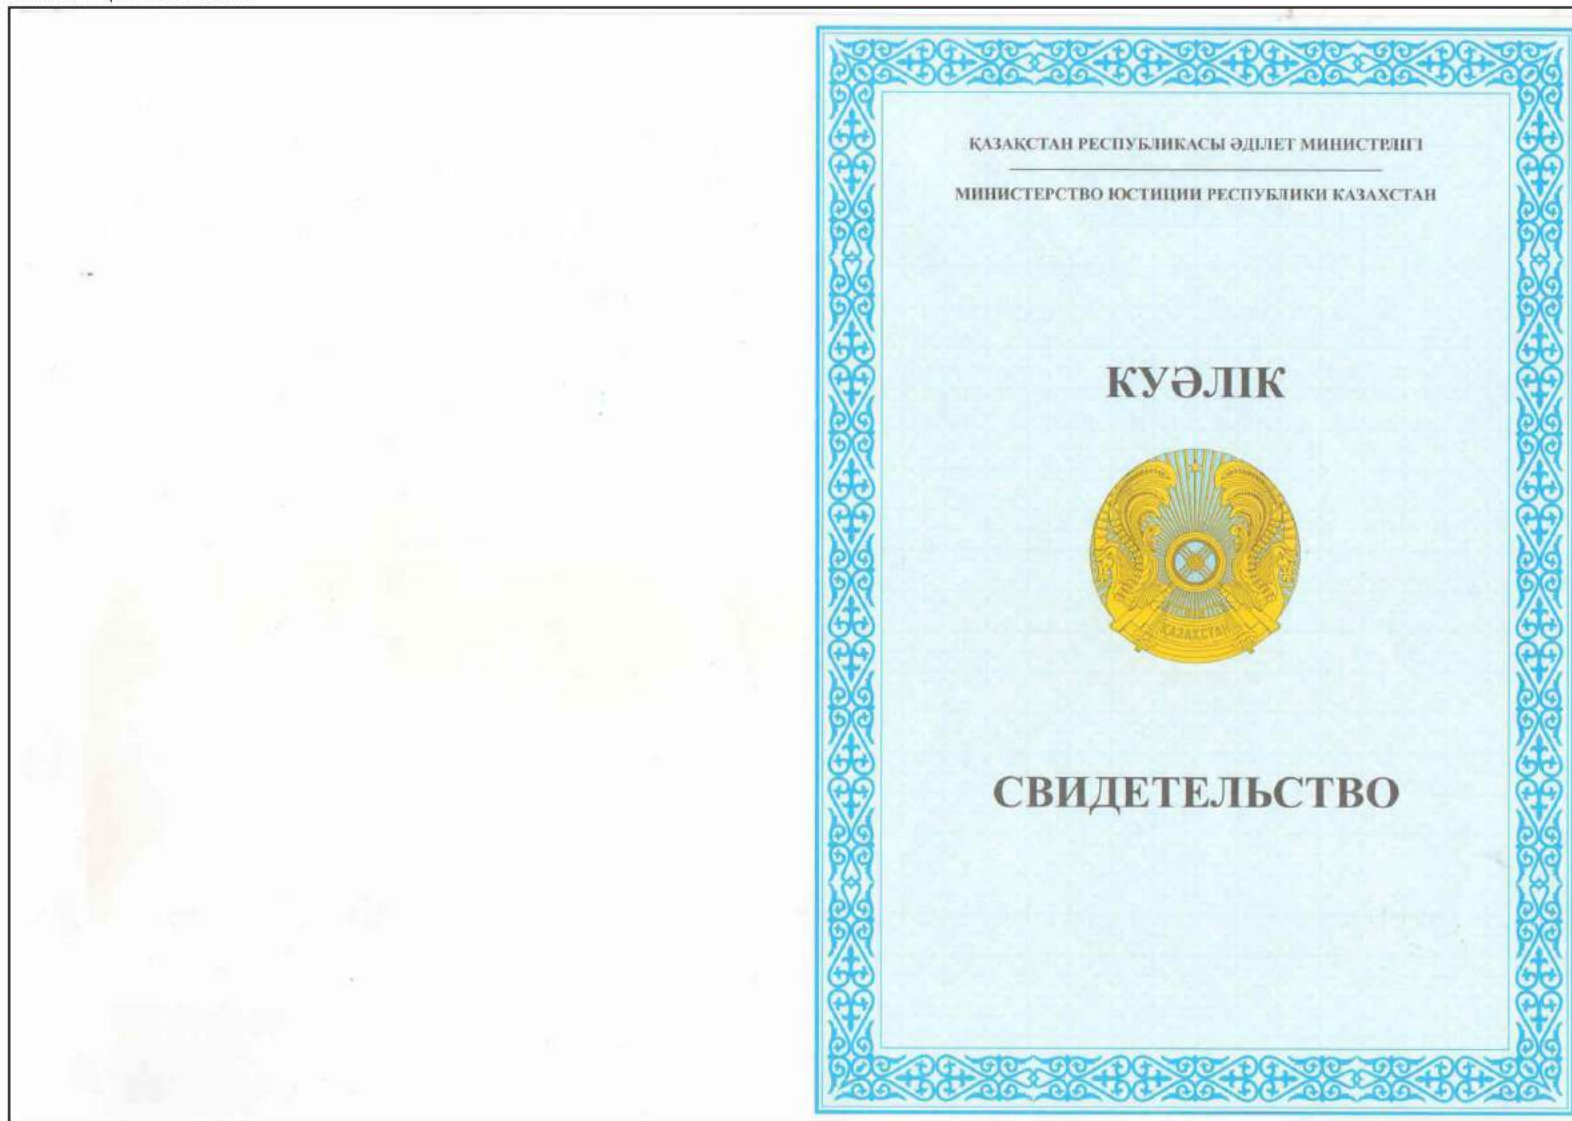 ҚАЗАҚСТАН РЕСПУБЛИКАСЫ ӘДІЛЕТ МИНИСТРЛІГІ
МИНИСТЕРСТВО ЮСТИЦИИ РЕСПУБЛИКИ КАЗАХСТАН
КУӘЛІК
ҚАЗАҚСТАН
СВИДЕТЕЛЬСТВО